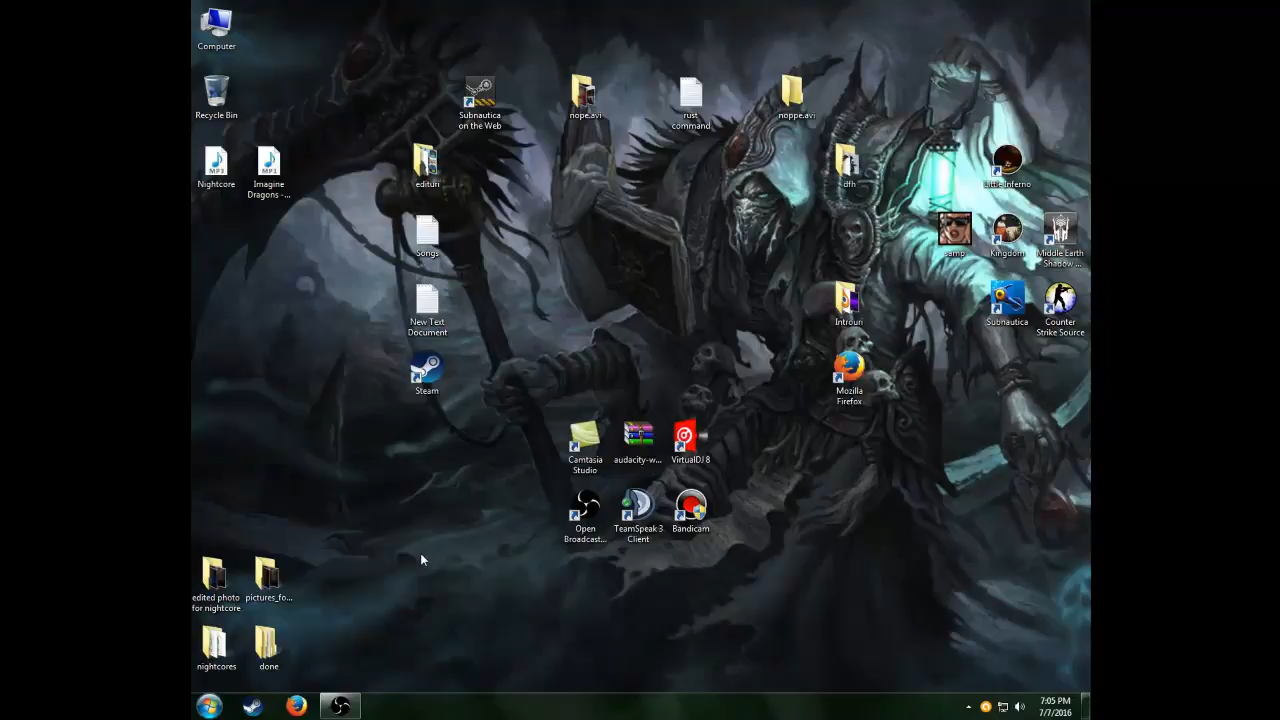 Computer
Recycle Bin
Subnautica
on the Web
nope.avi
rust
command
noppe.avi
Nightcore
Imagine
Dragons -...
edituri
dfh
Little Inferno
Songs
samp
Kingdom
Middle Earth
Shadow ...
New Text
Document
Introuri
Subnautica
Counter
Strike Source
Steam
Mozilla
Firefox
Camtasia
Studio
audacity-w...
VirtualDJ 8
Open
Broadcast...
TeamSpeak 3
Client
Bandicam
edited photo
for nightcore
pictures_fo...
nightcores
done
7:05 PM
7/7/2016